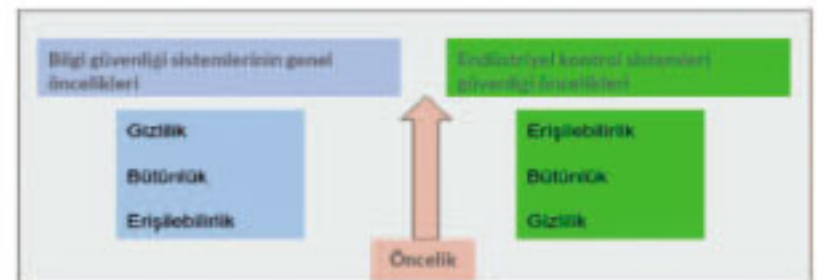 Bilgi güvenliği sistemlerinin genel
öncelikleri
Gizlilik
Bütünlük
Erişilebilirlik
Endüstriyel kontrol sistemleri
güvenliği öncelikleri
Erişilebilirlik
Bütünlük
Gizlilik
Öncelik